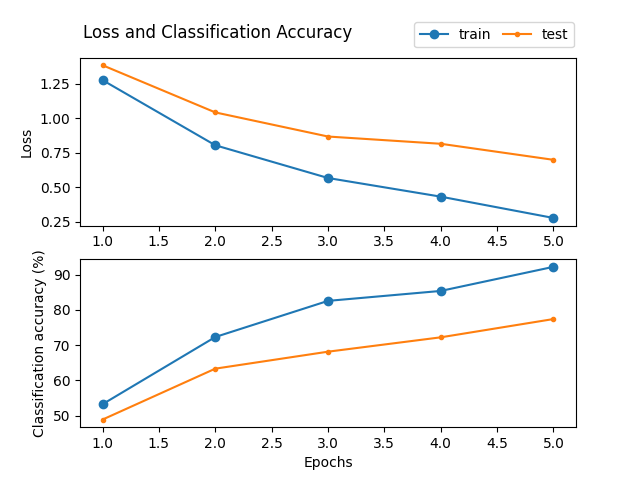 Loss and Classification Accuracy
train test
Loss
1.25
1.00
0.75
0.50
0.25
1.0 1.5 2.0 2.5 3.0 3.5 4.0 4.5 5.0
Classification accuracy (%)
90
80
70
60
50
1.0 1.5 2.0 2.5 3.0 3.5 4.0 4.5 5.0
Epochs